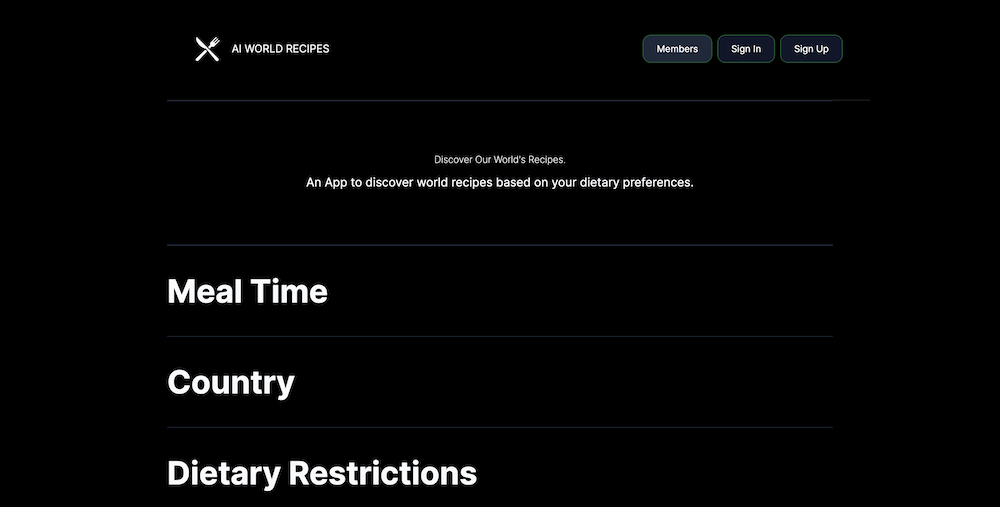 AI WORLD RECIPES
Members
Sign In
Sign Up
Discover Our World's Recipes.
An App to discover world recipes based on your dietary preferences.
Meal Time
Country
Dietary Restrictions